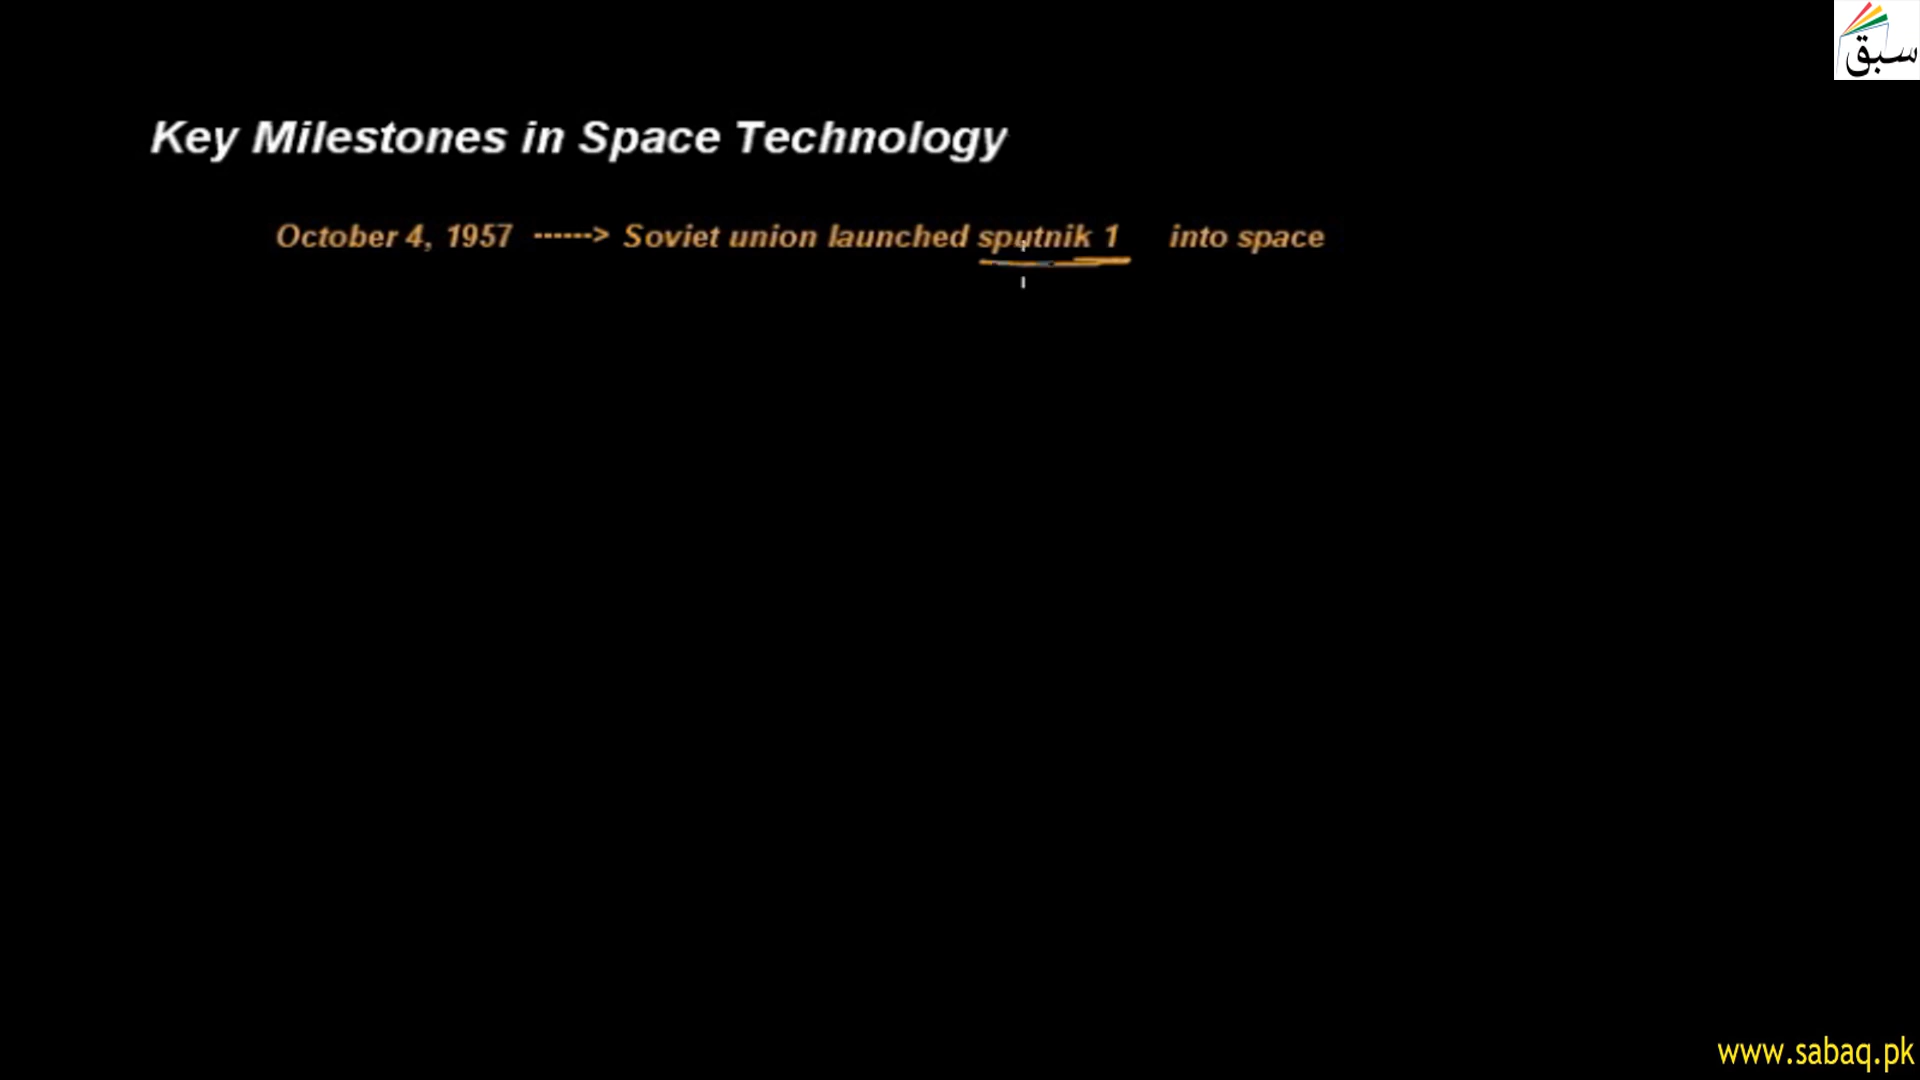 سبق
Key Milestones in Space Technology
October 4, 1957 ------> Soviet union launched sputnik 1 into space
www.sabaq.pk